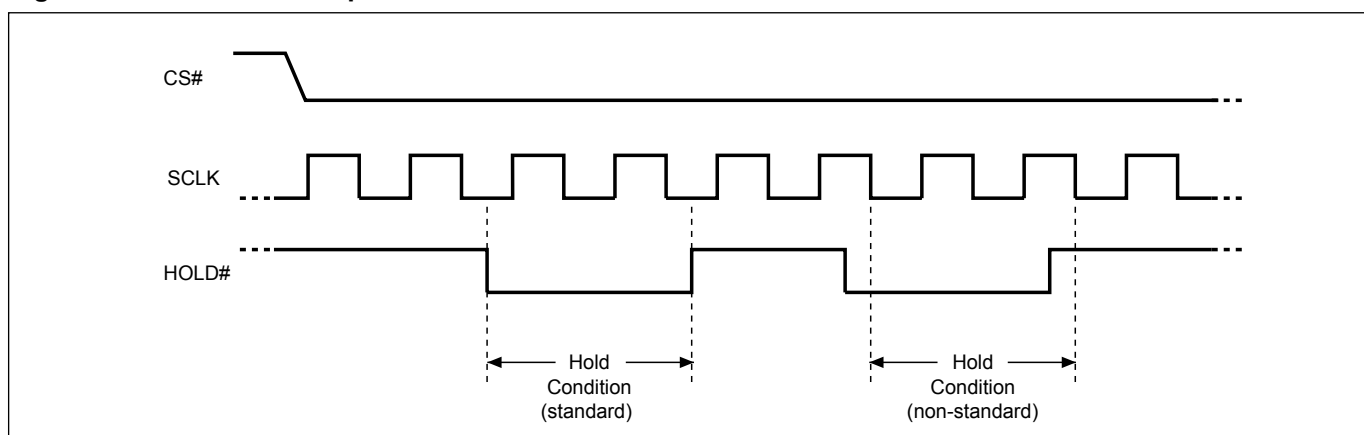 CS#
SCLK
HOLD#
Hold
Condition
(standard)
Hold
Condition
(non-standard)